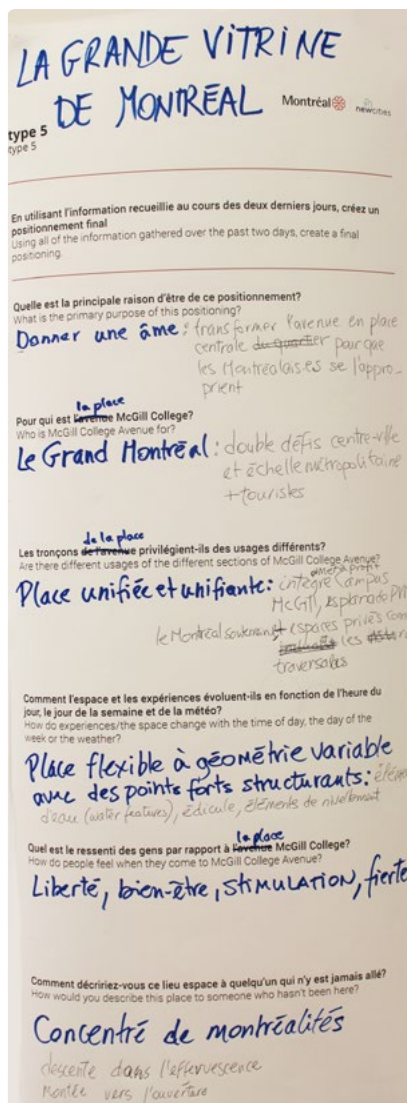 LA GRANDE VITRINE
DE MONTRÉAL
Montréal
newcities
type 5
type 5
En utilisant l'information recueillie au cours des deux derniers jours, créez un
positionnement final
Using all of the information gathered over the past two days, create a final
positioning.
Quelle est la principale raison d'être de ce positionnement?
What is the primary purpose of this positioning?
Donner une âme: transformer l'avenue en place
centrale du quartier pour que
les Montréalais.es se l'appro-
prient
la place
Pour qui est l'avenue McGill College?
Who is McGill College Avenue for?
Le Grand Montréal: double défis centre-ville
et échelle métropolitaine
+ touristes
de la place
Les tronçons de l'avenue privilégient-ils des usages différents?
Are there different usages of the different sections of McGill College Avenue?
met à profit
Place unifiée et unifiante: intègre campus
McGill, esplanade
le Montréal souterrain, + espaces privés
les
traversales
Comment l'espace et les expériences évoluent-ils en fonction de l'heure du
jour, le jour de la semaine et de la météo?
How do experiences/the space change with the time of day, the day of the
week or the weather?
Place flexible à géométrie variable
avec des points forts structurants:
d'eau (water features), édicule, éléments de nivellement
la place
Quel est le ressenti des gens par rapport à l'avenue McGill College?
How do people feel when they come to McGill College Avenue?
Liberté, bien-être, STIMULATION, fierté
Comment décririez-vous ce lieu espace à quelqu'un qui n'y est jamais allé?
How would you describe this place to someone who hasn't been here?
Concentré de montréalités
descente dans l'effervescence
montée vers l'ouverture